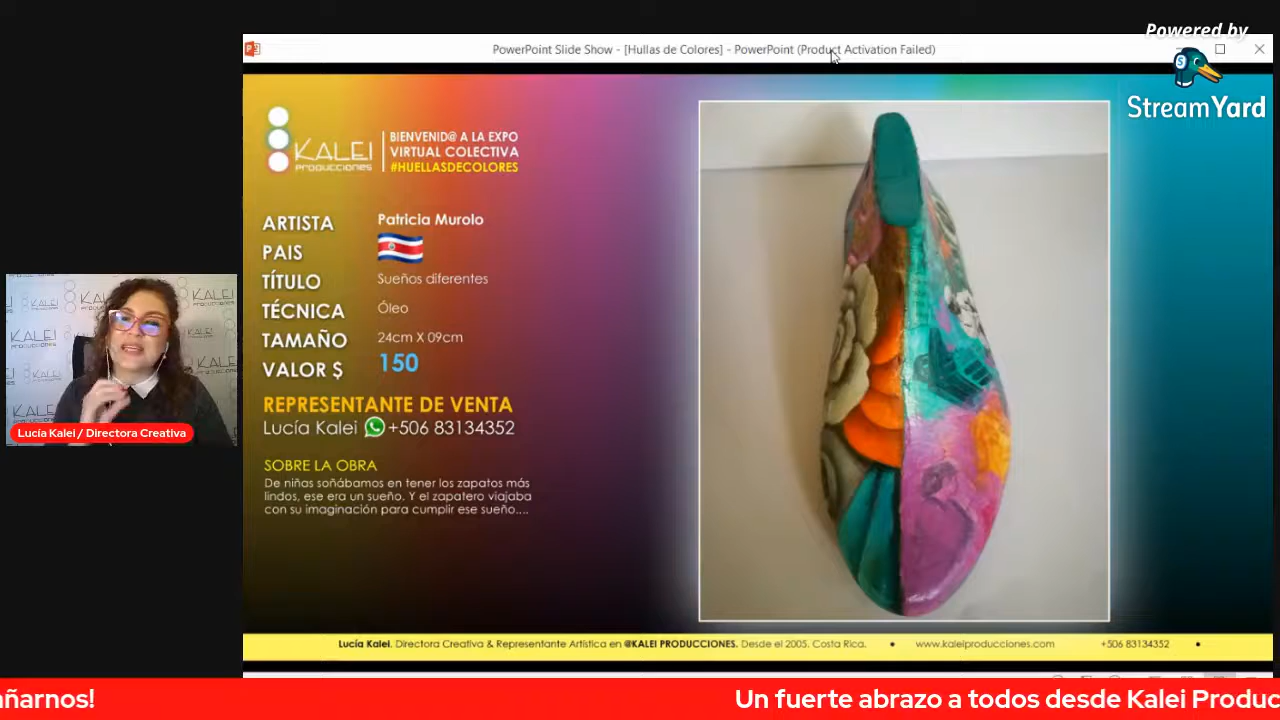 Powered by
StreamYard
PowerPoint Slide Show - [Hullas de Colores] - PowerPoint (Product Activation Failed)
KALEI
PRODUCCIONES
BIENVENID@ A LA EXPO
VIRTUAL COLECTIVA
#HUELLASDECOLORES
ARTISTA Patricia Murolo
PAIS
TÍTULO Sueños diferentes
TÉCNICA Óleo
TAMAÑO 24cm X 09cm
VALOR $ 150
REPRESENTANTE DE VENTA
Lucía Kalei +506 83134352
SOBRE LA OBRA
De niñas soñábamos en tener los zapatos más
lindos, ese era un sueño. Y el zapatero viajaba
con su imaginación para cumplir ese sueño....
Lucía Kalei / Directora Creativa
Lucía Kalei. Directora Creativa & Representante Artística en @KALEI PRODUCCIONES. Desde el 2005. Costa Rica. • www.kaleiproducciones.com +506 83134352 •
añarnos! Un fuerte abrazo a todos desde Kalei Produc